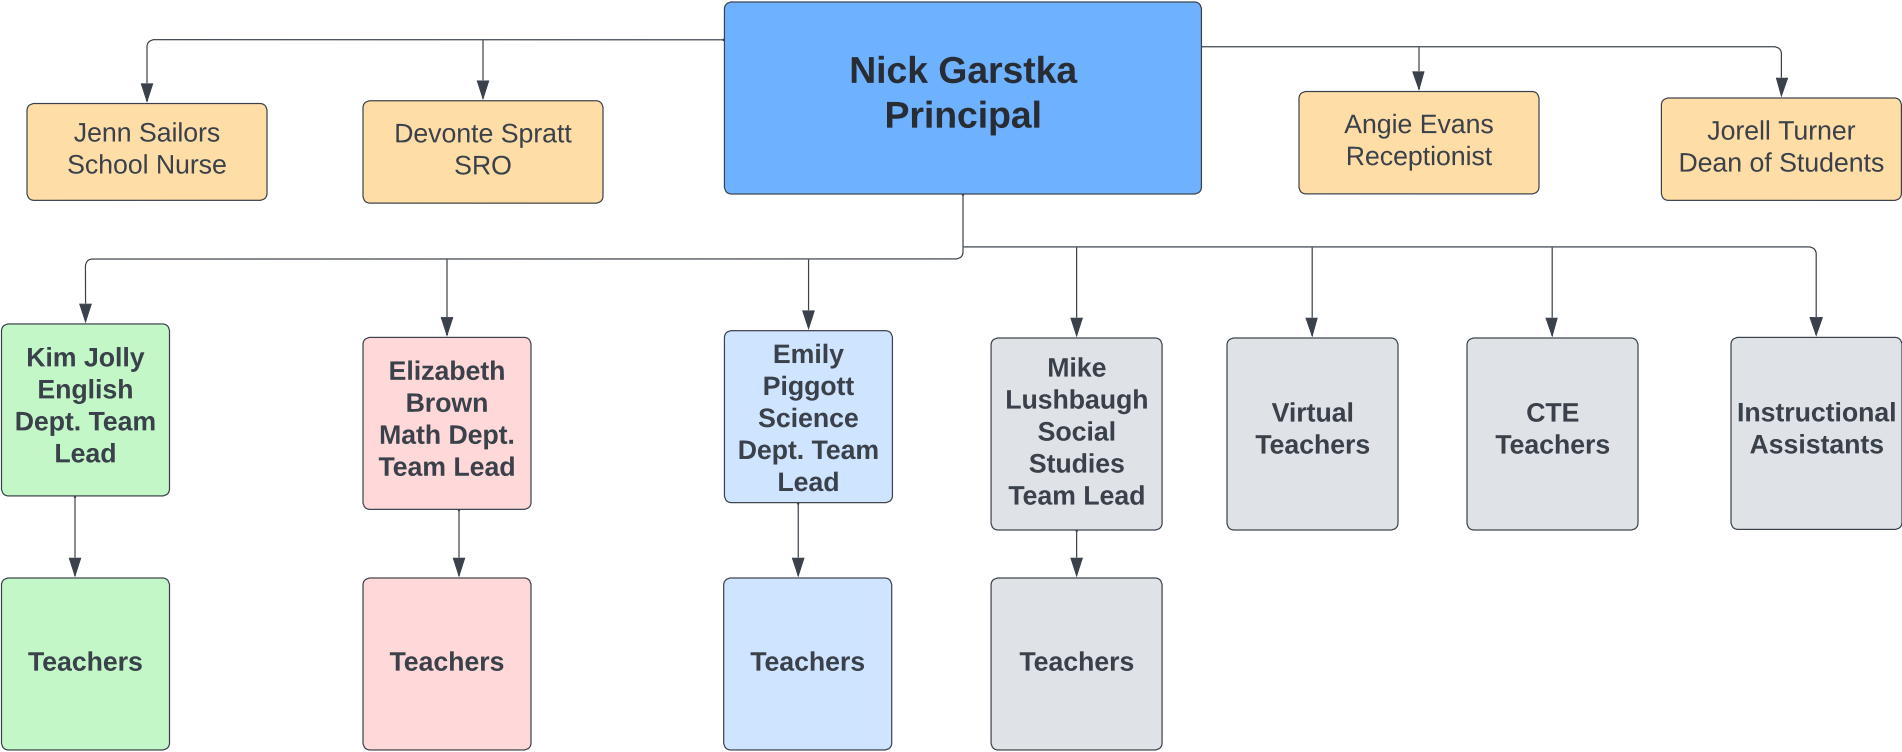 Nick Garstka
Principal
Jenn Sailors
School Nurse
Devonte Spratt
SRO
Angie Evans
Receptionist
Jorell Turner
Dean of Students
Kim Jolly
English
Dept. Team
Lead
Elizabeth
Brown
Math Dept.
Team Lead
Emily
Piggott
Science
Dept. Team
Lead
Mike
Lushbaugh
Social
Studies
Team Lead
Virtual
Teachers
CTE
Teachers
Instructional
Assistants
Teachers
Teachers
Teachers
Teachers